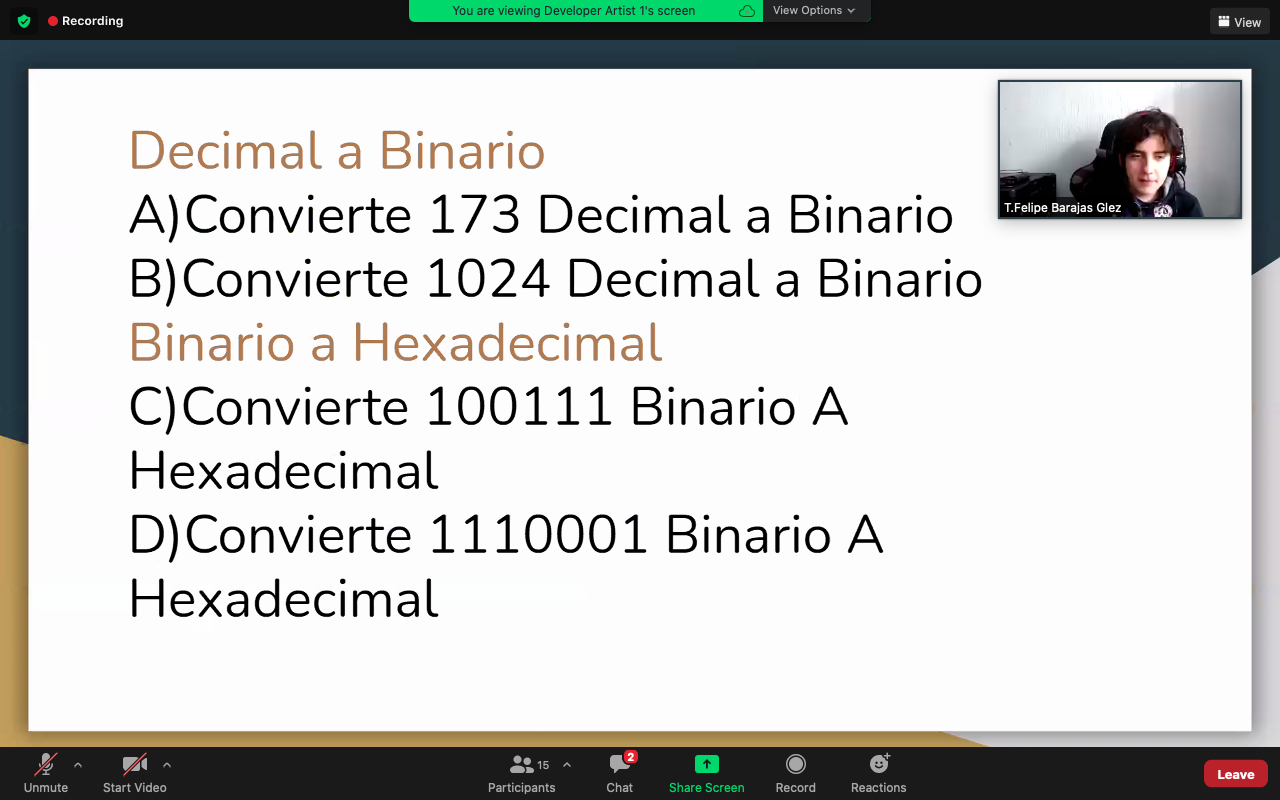 Recording
You are viewing Developer Artist 1's screen
View Options
View
Decimal a Binario
A)Convierte 173 Decimal a Binario
B)Convierte 1024 Decimal a Binario
Binario a Hexadecimal
C)Convierte 100111 Binario A
Hexadecimal
D)Convierte 1110001 Binario A
Hexadecimal
T.Felipe Barajas Glez
Unmute
Start Video
15
Participants
2
Chat
Share Screen
Record
Reactions
Leave